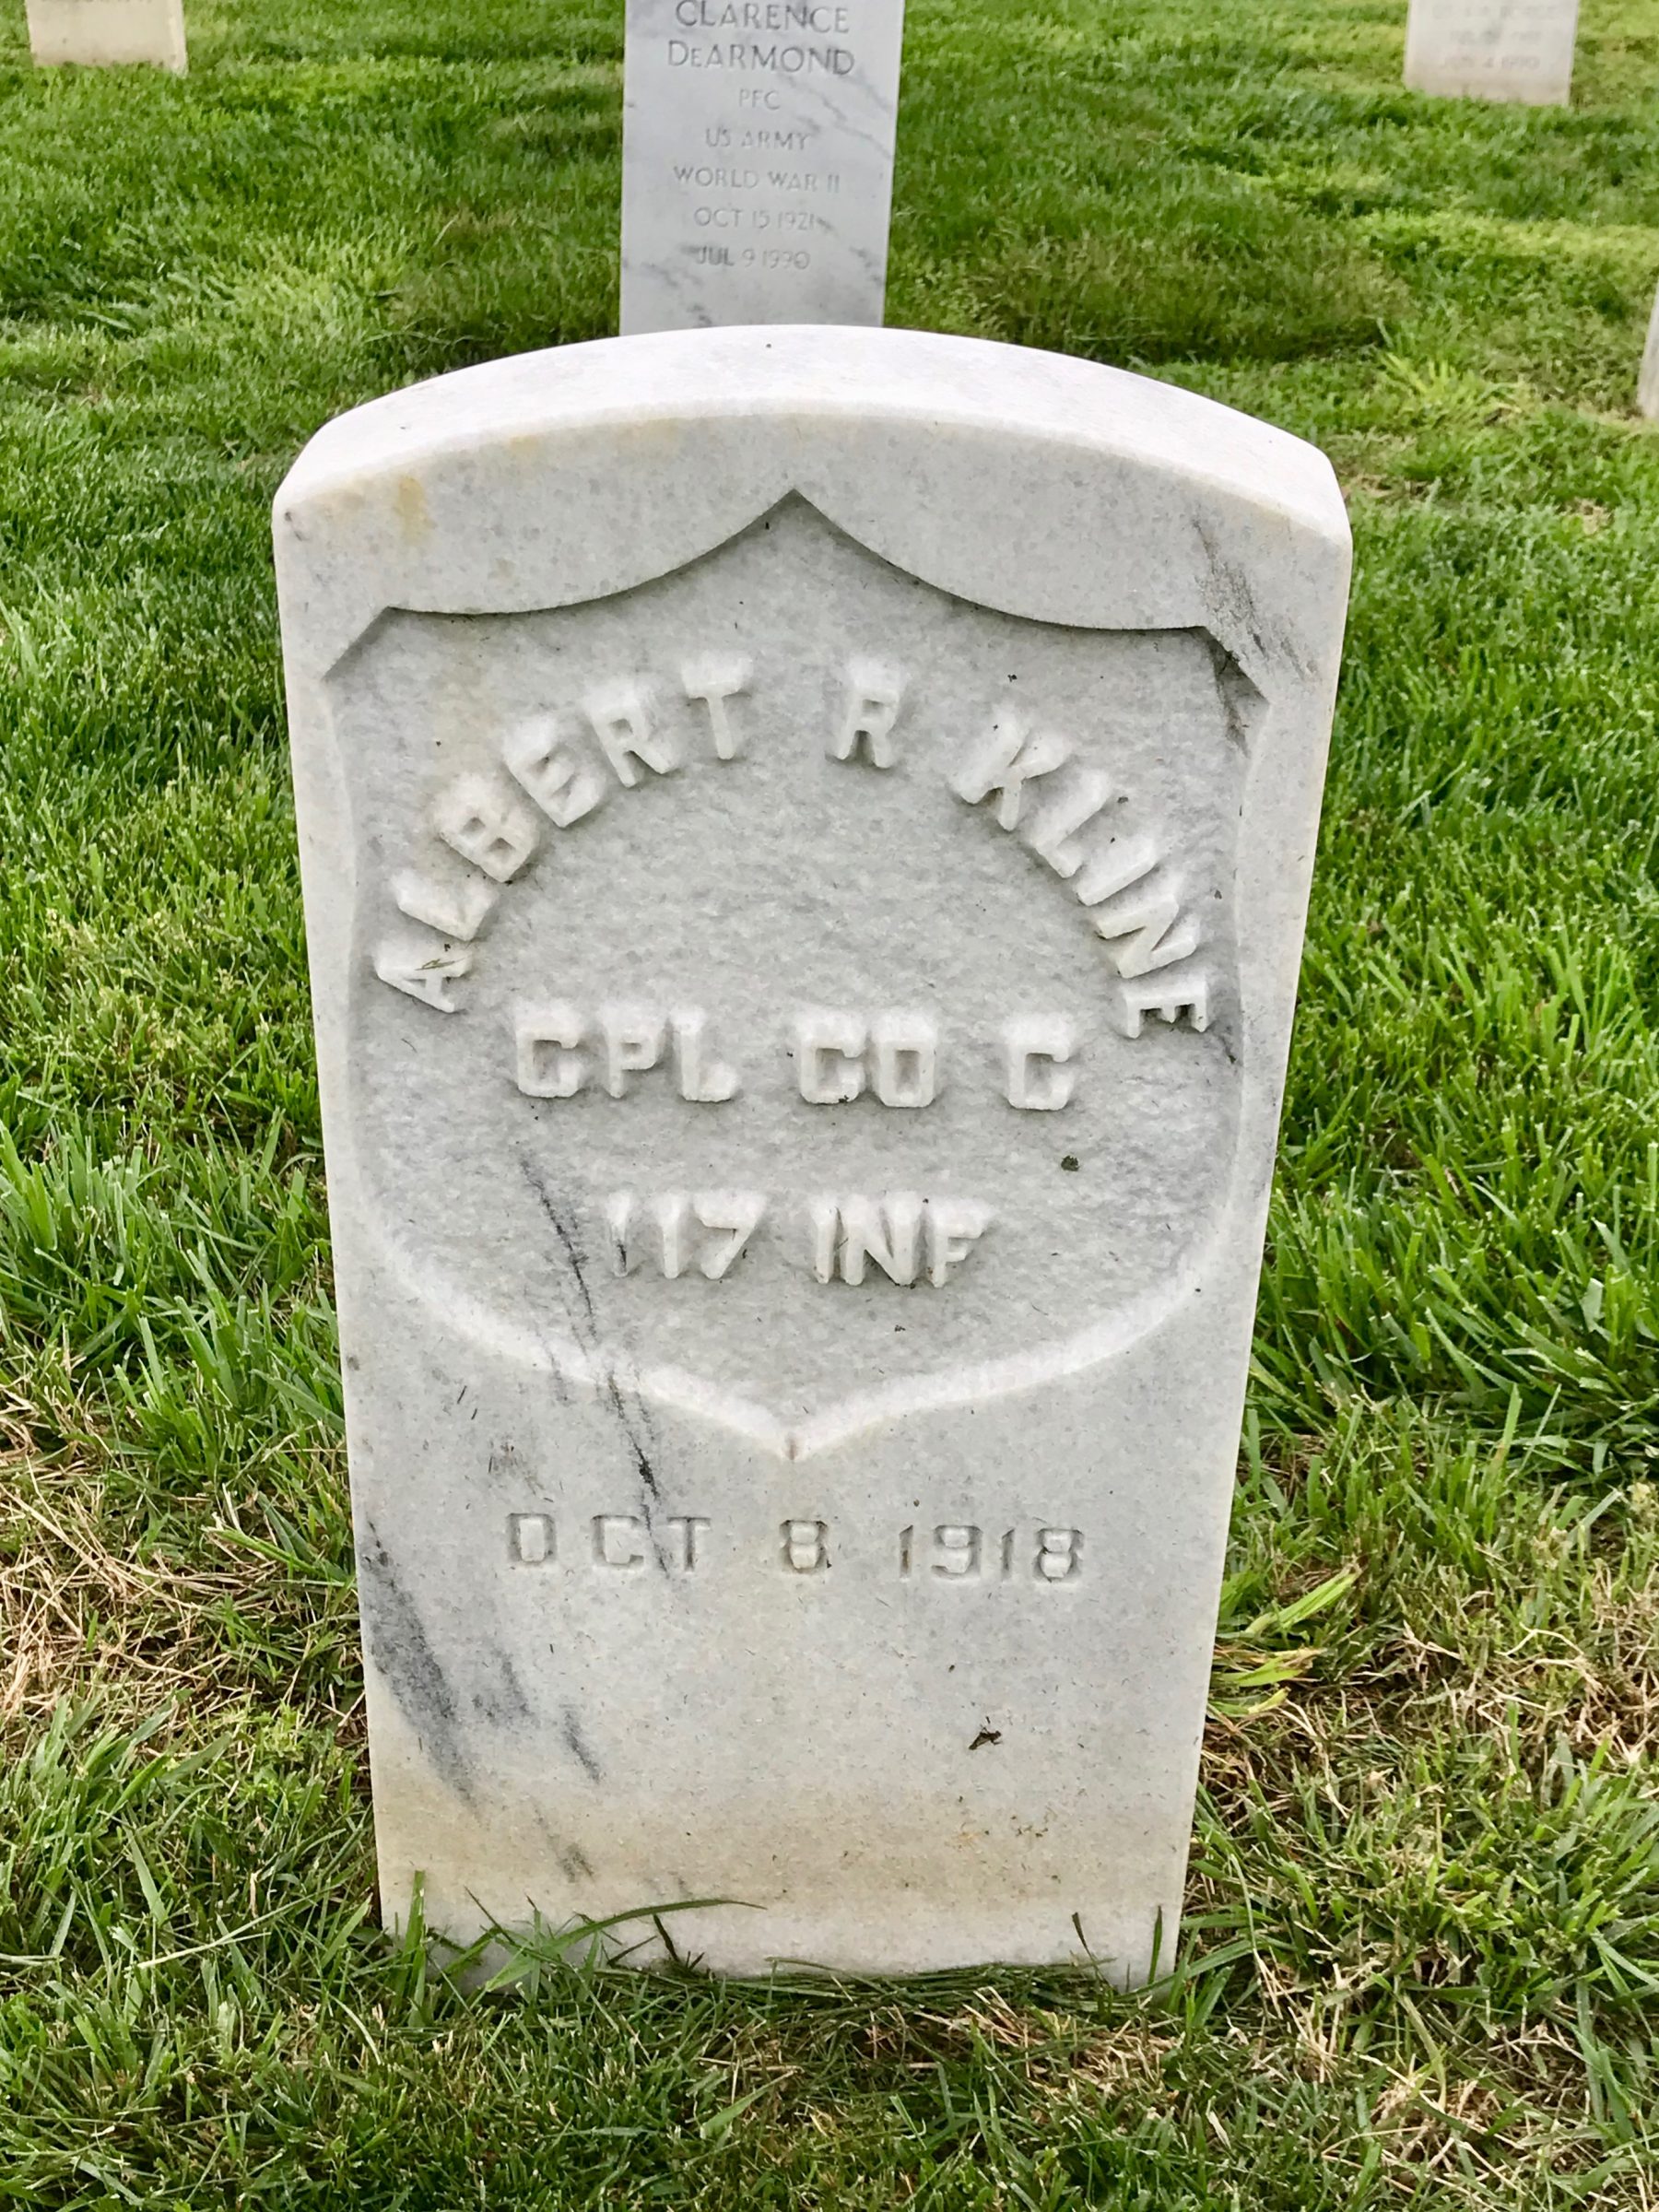 CLARENCE
DEARMOND
PFC
US ARMY
WORLD WAR II
OCT 15 1921
JUL 9 1990
ALBERT R KLINE
CPL CO C
117 INF
OCT 8 1918